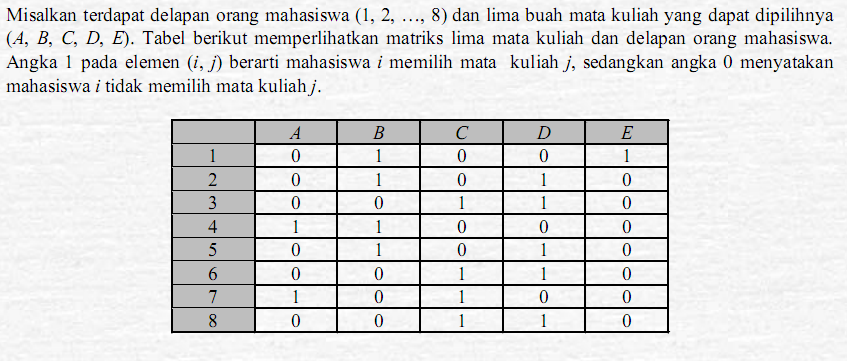 Misalkan terdapat delapan orang mahasiswa (1, 2, …, 8) dan lima buah mata kuliah yang dapat dipilihnya
(A, B, C, D, E). Tabel berikut memperlihatkan matriks lima mata kuliah dan delapan orang mahasiswa.
Angka 1 pada elemen (i, j) berarti mahasiswa i memilih mata kuliah j, sedangkan angka 0 menyatakan
mahasiswa i tidak memilih mata kuliah j.
A B C D E
1 0 1 0 0 1
2 0 1 0 1 0
3 0 0 1 1 0
4 1 1 0 0 0
5 0 1 0 1 0
6 0 0 1 1 0
7 1 0 1 0 0
8 0 0 1 1 0